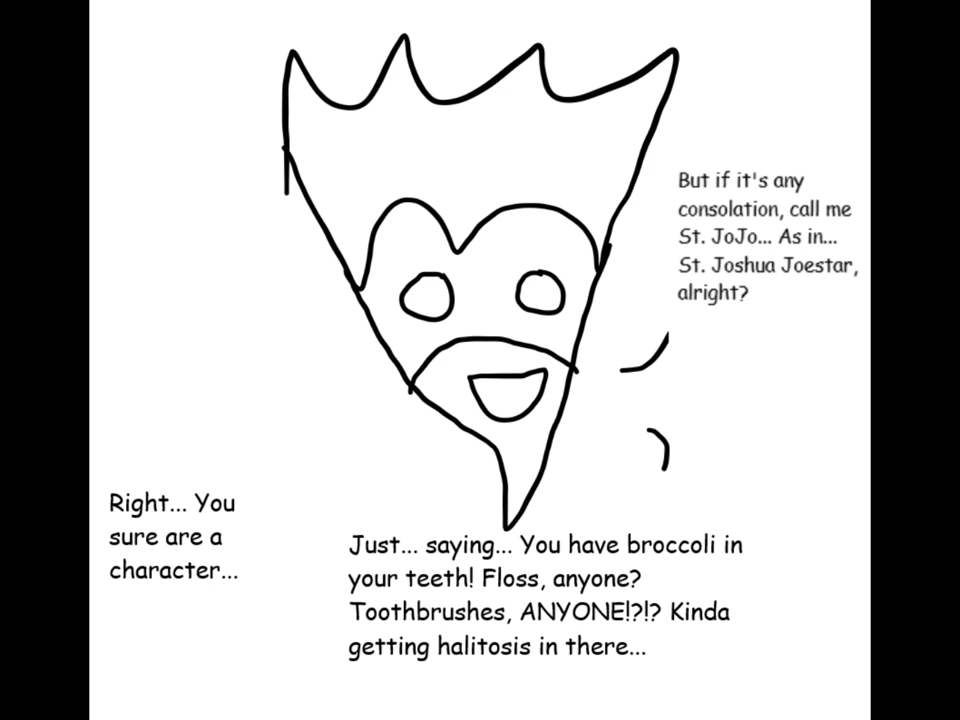 But if it's any
consolation, call me
St. JoJo... As in...
St. Joshua Joestar,
alright?
Right... You
sure are a
character...
Just... saying... You have broccoli in
your teeth! Floss, anyone?
Toothbrushes, ANYONE!?!? Kinda
getting halitosis in there...